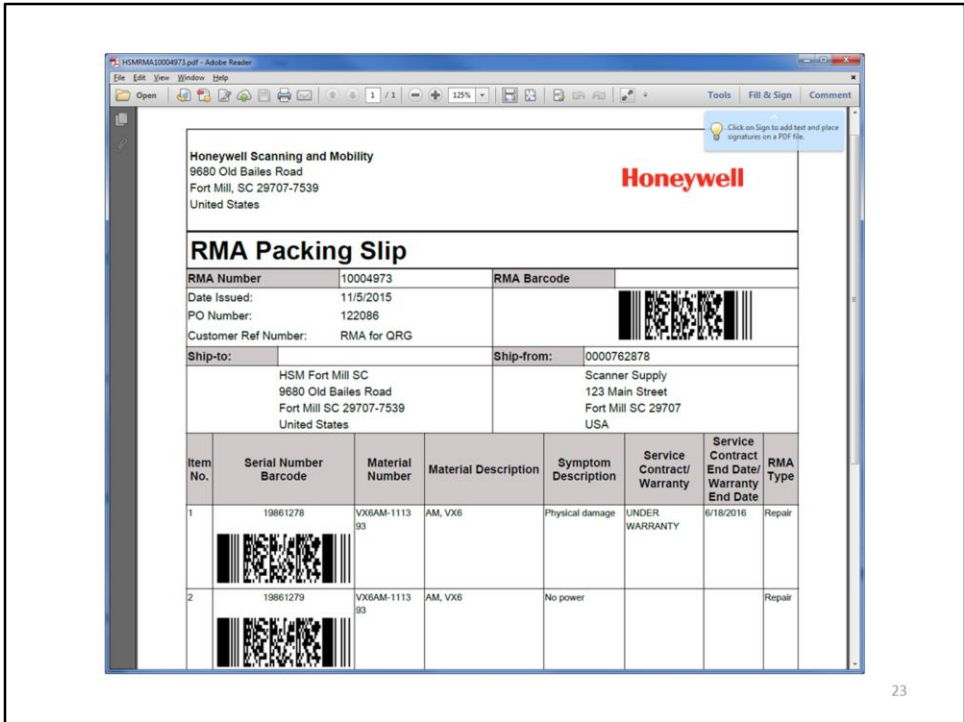 HSMRMA10004973.pdf - Adobe Reader
File Edit View Window Help
Open 1 / 1 125% Tools Fill & Sign Comment
Click on Sign to add text and place
signatures on a PDF file.
Honeywell Scanning and Mobility
9680 Old Bailes Road
Fort Mill, SC 29707-7539
United States
Honeywell
RMA Packing Slip
RMA Number 10004973 RMA Barcode
Date Issued: 11/5/2015
PO Number: 122086
Customer Ref Number: RMA for QRG
Ship-to: Ship-from: 0000762878
HSM Fort Mill SC Scanner Supply
9680 Old Bailes Road 123 Main Street
Fort Mill SC 29707-7539 Fort Mill SC 29707
United States USA
Item No. Serial Number Barcode Material Number Material Description Symptom Description Service Contract/ Warranty Service Contract End Date/ Warranty End Date RMA Type
1 19861278 VX6AM-1113 AM, VX6 Physical damage UNDER 6/18/2016 Repair
93 WARRANTY
2 19861279 VX6AM-1113 AM, VX6 No power Repair
93
23